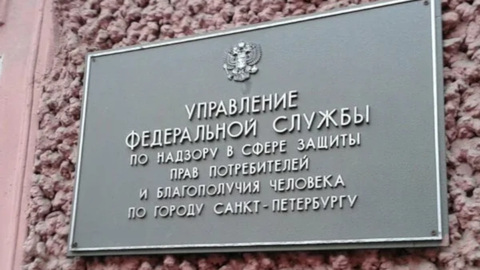 УПРАВЛЕНИЕ
ФЕДЕРАЛЬНОЙ СЛУЖБЫ
ПО НАДЗОРУ В СФЕРЕ ЗАЩИТЫ
ПРАВ ПОТРЕБИТЕЛЕЙ
И БЛАГОПОЛУЧИЯ ЧЕЛОВЕКА
ПО ГОРОДУ САНКТ-ПЕТЕРБУРГУ